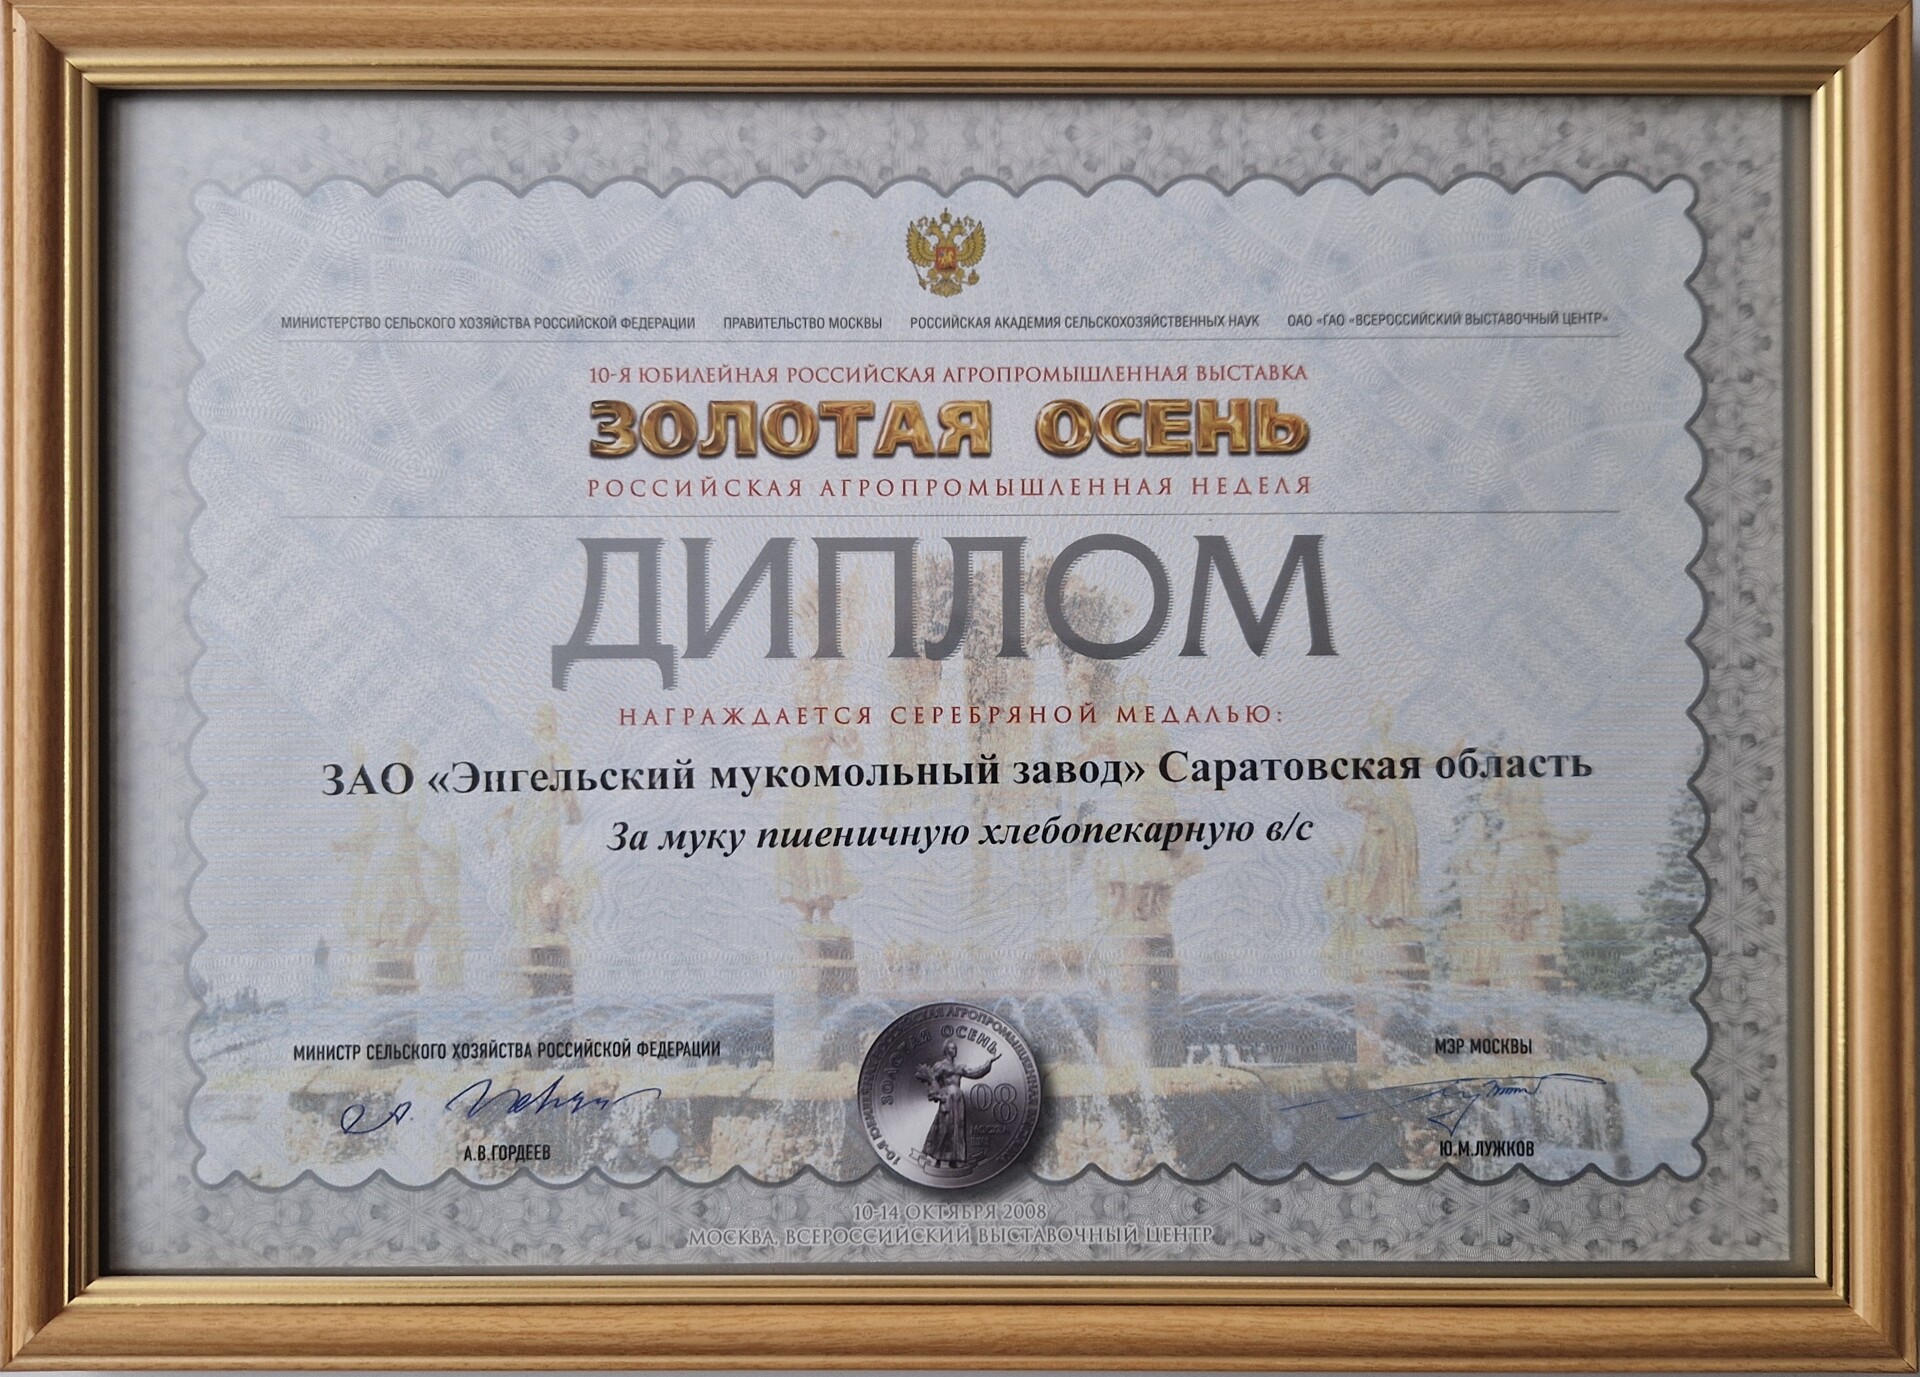 МИНИСТЕРСТВО СЕЛЬСКОГО ХОЗЯЙСТВА РОССИЙСКОЙ ФЕДЕРАЦИИ ПРАВИТЕЛЬСТВО МОСКВЫ РОССИЙСКАЯ АКАДЕМИЯ СЕЛЬСКОХОЗЯЙСТВЕННЫХ НАУК ОАО «ГАО «ВСЕРОССИЙСКИЙ ВЫСТАВОЧНЫЙ ЦЕНТР»
10-Я ЮБИЛЕЙНАЯ РОССИЙСКАЯ АГРОПРОМЫШЛЕННАЯ ВЫСТАВКА
ЗОЛОТАЯ ОСЕНЬ
РОССИЙСКАЯ АГРОПРОМЫШЛЕННАЯ НЕДЕЛЯ
ДИПЛОМ
НАГРАЖДАЕТСЯ СЕРЕБРЯНОЙ МЕДАЛЬЮ:
ЗАО «Энгельский мукомольный завод» Саратовская область
За муку пшеничную хлебопекарную в/с
МИНИСТР СЕЛЬСКОГО ХОЗЯЙСТВА РОССИЙСКОЙ ФЕДЕРАЦИИ
А.В.ГОРДЕЕВ
МЭР МОСКВЫ
Ю.М.ЛУЖКОВ
ЗОЛОТАЯ ОСЕНЬ
08
МОСКВА
10-14 ОКТЯБРЯ 2008
МОСКВА, ВСЕРОССИЙСКИЙ ВЫСТАВОЧНЫЙ ЦЕНТР